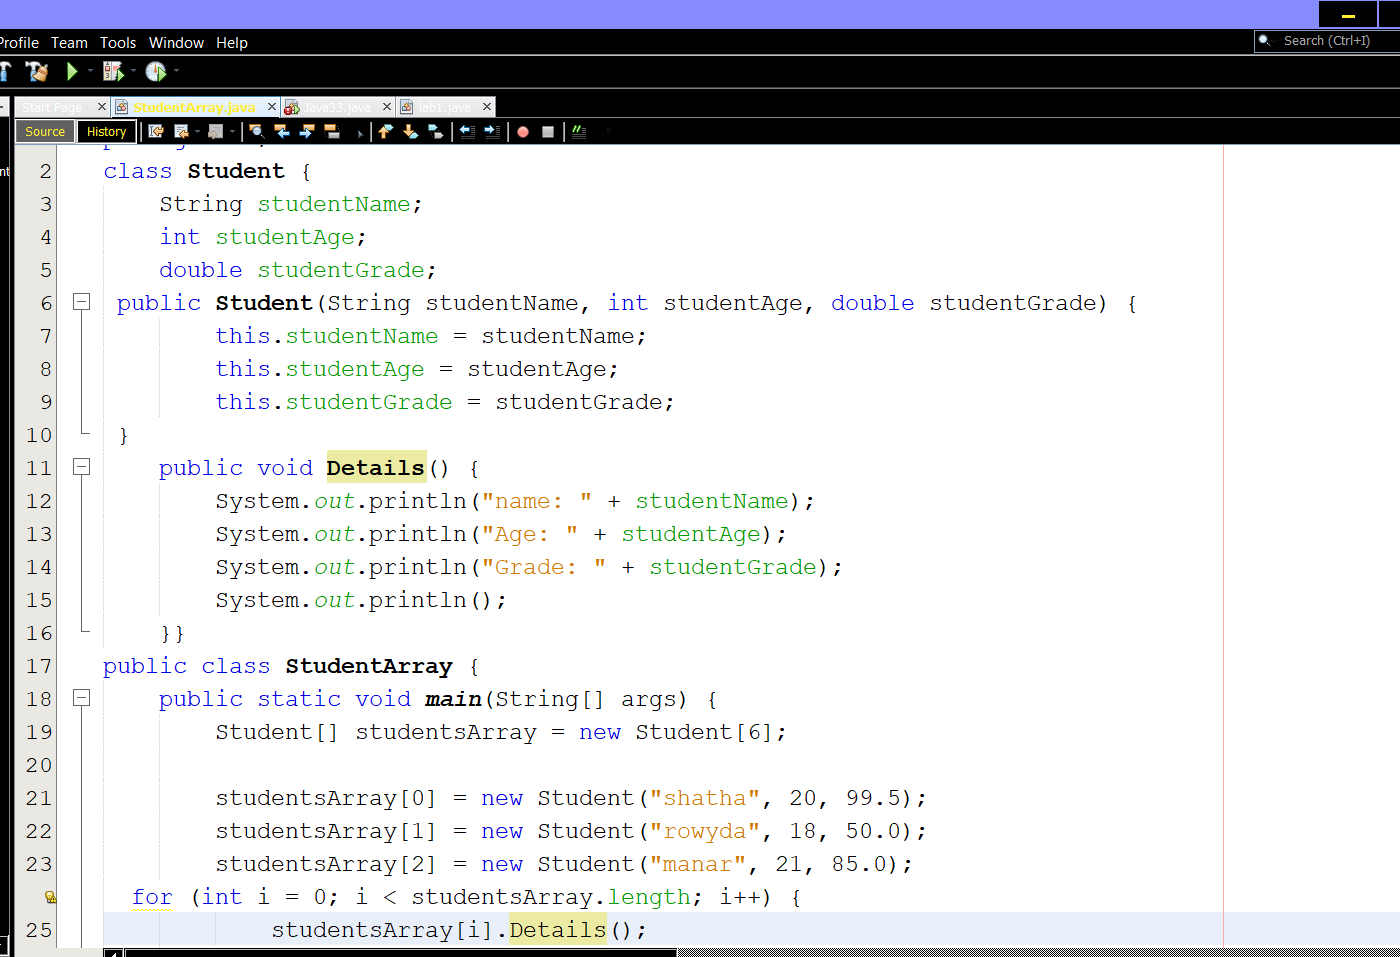 Profile Team Tools Window Help
Search (Ctrl+I)
Start Page StudentArray.java Java33.java lab1.java
Source History
2 class Student {
3 String studentName;
4 int studentAge;
5 double studentGrade;
6 public Student(String studentName, int studentAge, double studentGrade) {
7 this.studentName = studentName;
8 this.studentAge = studentAge;
9 this.studentGrade = studentGrade;
10 }
11 public void Details() {
12 System.out.println("name: " + studentName);
13 System.out.println("Age: " + studentAge);
14 System.out.println("Grade: " + studentGrade);
15 System.out.println();
16 }}
17 public class StudentArray {
18 public static void main(String[] args) {
19 Student[] studentsArray = new Student[6];
20
21 studentsArray[0] = new Student("shatha", 20, 99.5);
22 studentsArray[1] = new Student("rowyda", 18, 50.0);
23 studentsArray[2] = new Student("manar", 21, 85.0);
for (int i = 0; i < studentsArray.length; i++) {
25 studentsArray[i].Details();